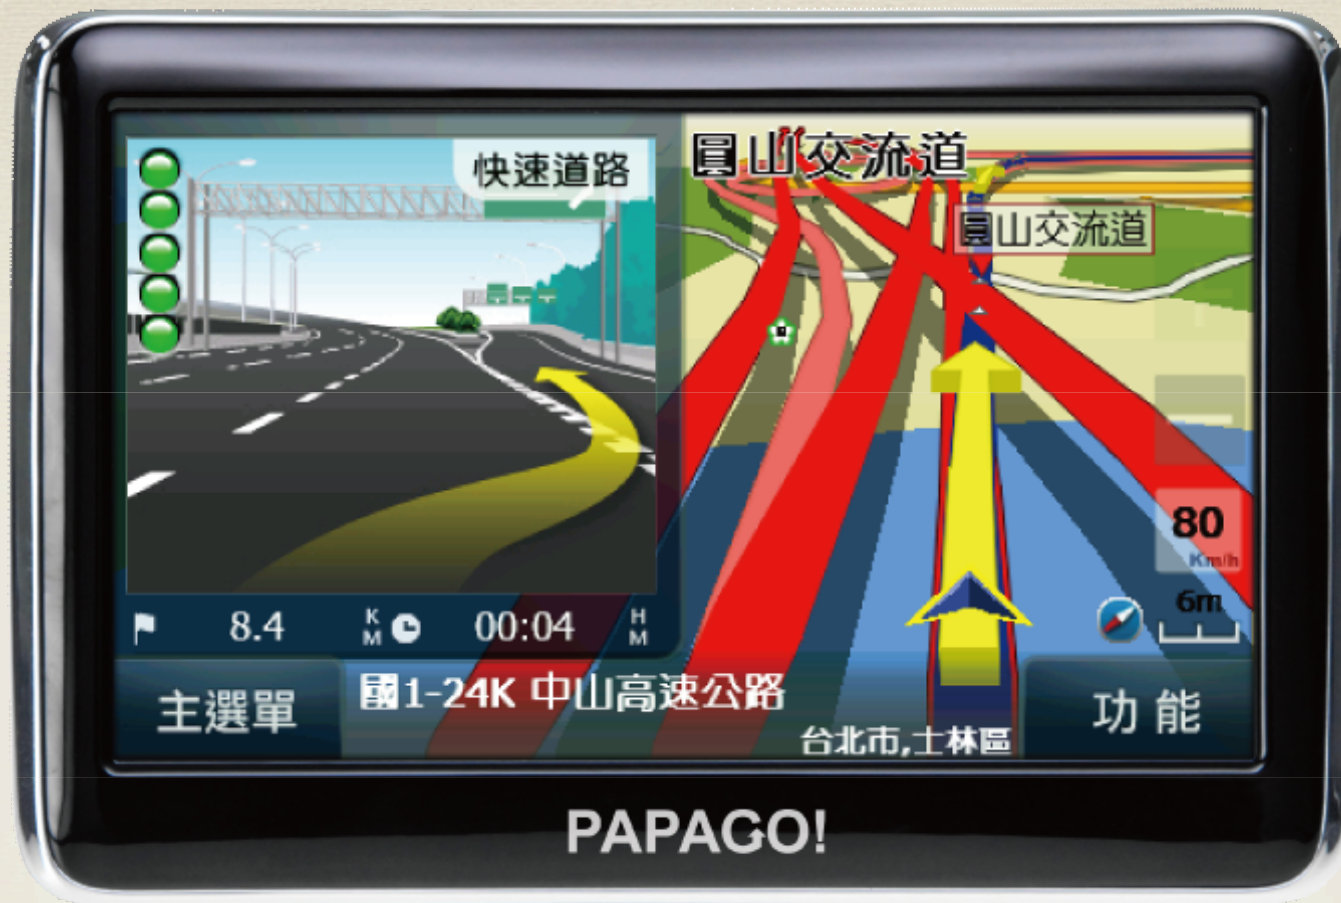 快速道路
圓山交流道
圓山交流道
80
Km/h
6m
8.4 KM 00:04 HM
主選單
國1-24K 中山高速公路
功能
台北市,士林區
PAPAGO!